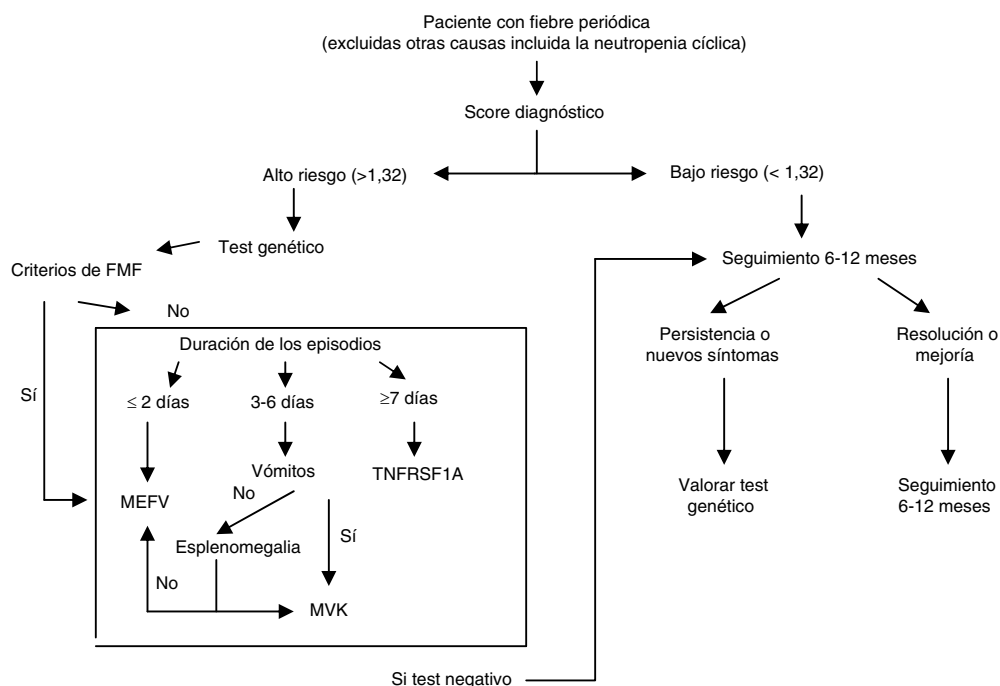 Paciente con fiebre periódica
(excluidas otras causas incluida la neutropenia cíclica)
Score diagnóstico
Alto riesgo (>1,32)
Bajo riesgo (< 1,32)
Test genético
Criterios de FMF
Seguimiento 6-12 meses
No
Duración de los episodios
Persistencia o
nuevos síntomas
Resolución o
mejoría
Sí
≤ 2 días
3-6 días
≥7 días
Vómitos
TNFRSF1A
Valorar test
genético
Seguimiento
6-12 meses
No
MEFV
Sí
Esplenomegalia
No
MVK
Si test negativo